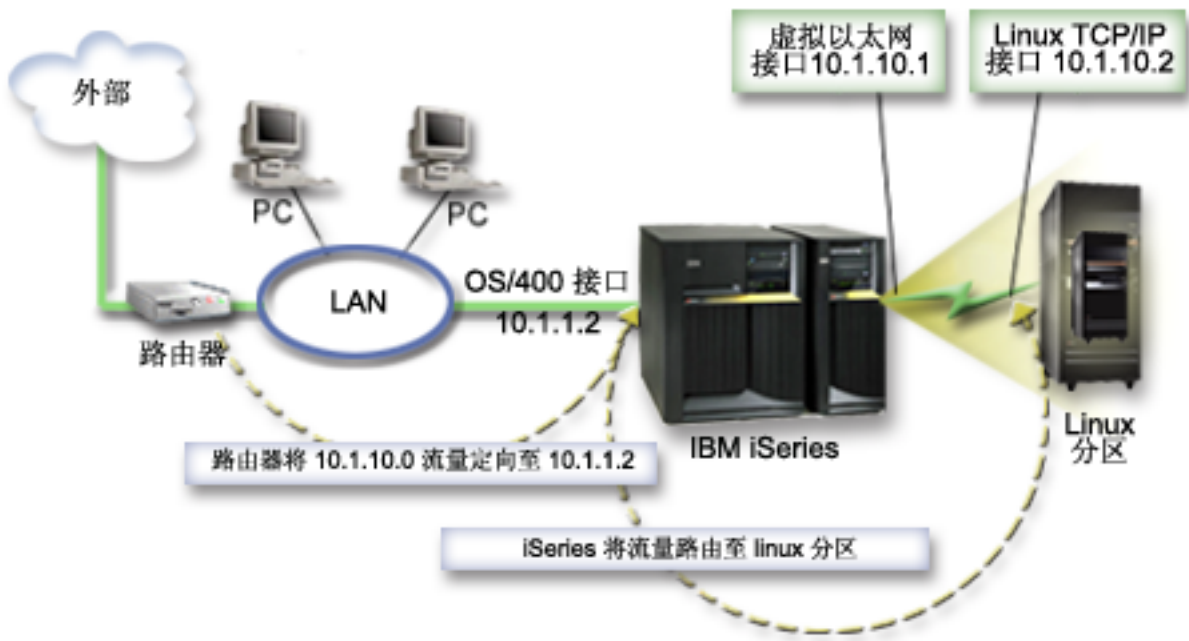 虚拟以太网
接口10.1.10.1
Linux TCP/IP
接口 10.1.10.2
外部
PC
PC
LAN
OS/400 接口
10.1.1.2
路由器
IBM iSeries
Linux
分区
路由器将 10.1.10.0 流量定向至 10.1.1.2
iSeries 将流量路由至 linux 分区